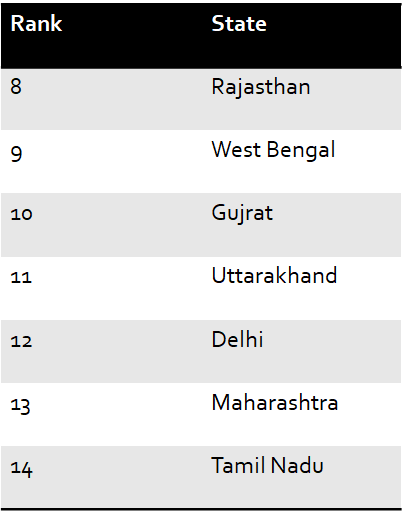 Rank State
8 Rajasthan
9 West Bengal
10 Gujrat
11 Uttarakhand
12 Delhi
13 Maharashtra
14 Tamil Nadu